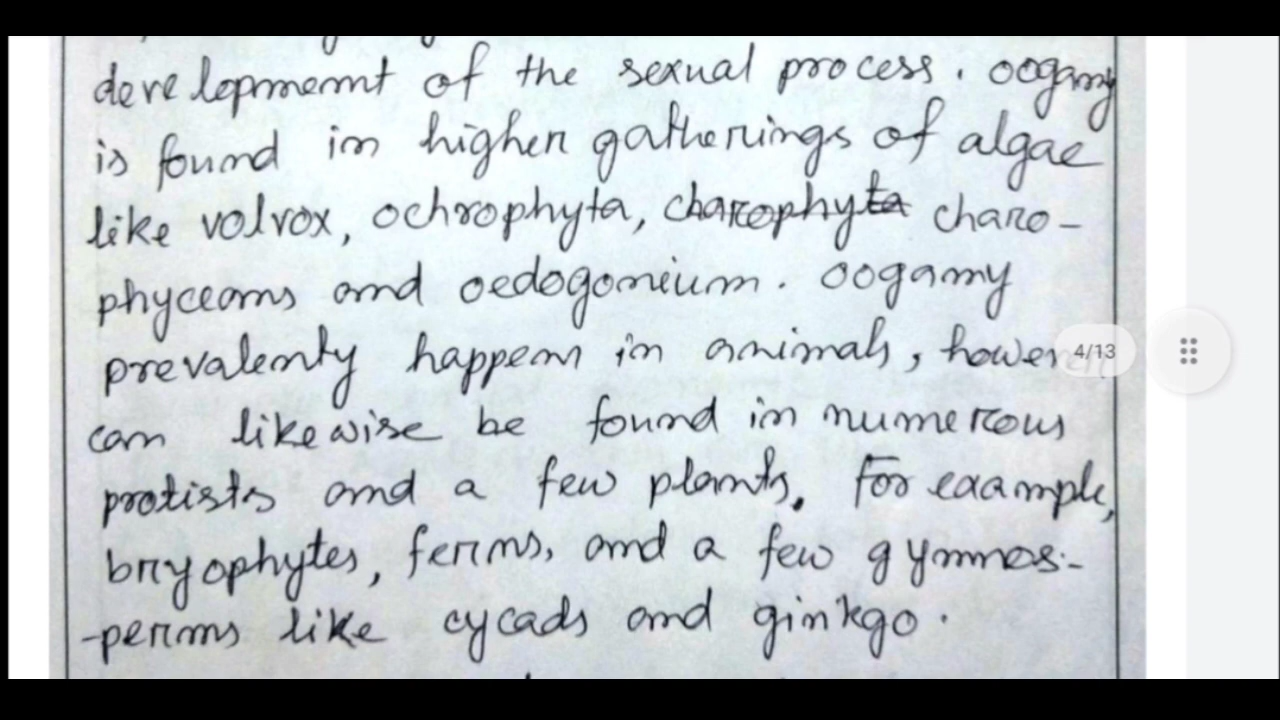 development of the sexual process. oogamy
is found in higher gatherings of algae
like volvox, ochrophyta, charophyta charo-
phyceans and oedogonium. oogamy
prevalently happens in animals, however
4/13
can likewise be found in numerous
protists and a few plants. For example,
bryophytes, ferns, and a few gymnos-
-perms like cycads and ginkgo.